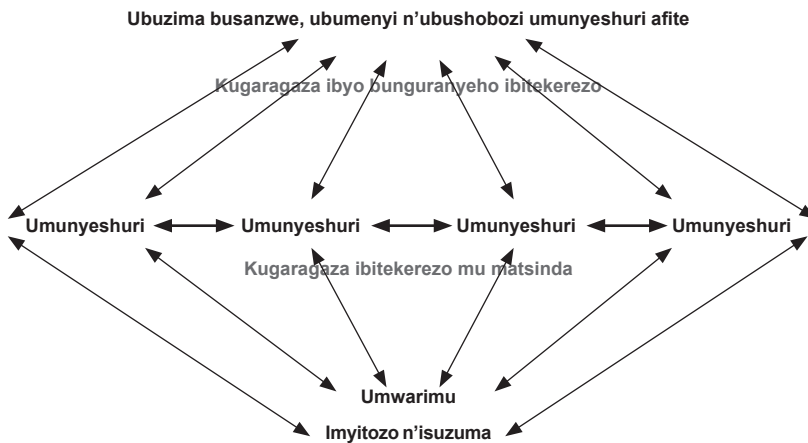 Ubuzima busanzwe, ubumenyi n'ubushobozi umunyeshuri afite
Kugaragaza ibyo bunguranyeho ibitekerezo
Umunyeshuri Umunyeshuri Umunyeshuri Umunyeshuri
Kugaragaza ibitekerezo mu matsinda
Umwarimu
Imyitozo n'isuzuma